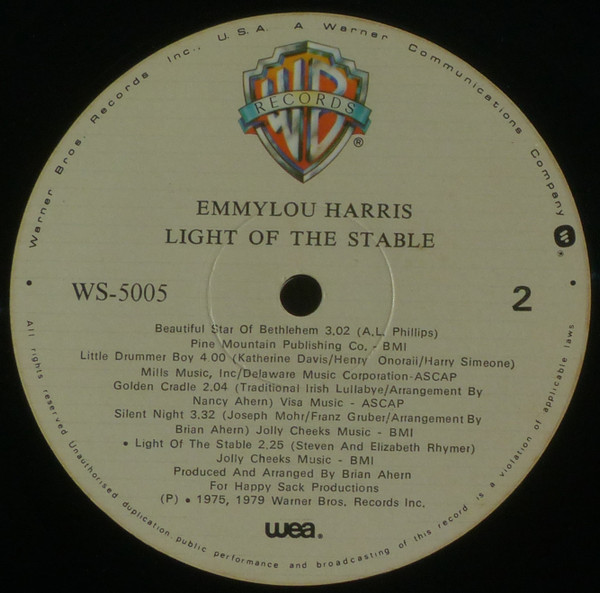 Warner Bros. Records Inc., U.S.A. A Warner Communications Company
WB
RECORDS
®
EMMYLOU HARRIS
LIGHT OF THE STABLE
WS-5005
2
Beautiful Star Of Bethlehem 3,02 (A.L. Phillips)
Pine Mountain Publishing Co. - BMI
Little Drummer Boy 4 00 (Katherine Davis/Henry Onoraii/Harry Simeone)
Mills Music, Inc/Delaware Music Corporation-ASCAP
Golden Cradle 2.04 (Traditional Irish Lullabye/Arrangement By
Nancy Ahern) Visa Music - ASCAP
Silent Night 3.32 (Joseph Mohr/Franz Gruber/Arrangement By
Brian Ahern) Jolly Cheeks Music - BMI
• Light Of The Stable 2,25 (Steven And Elizabeth Rhymer)
Jolly Cheeks Music - BMI
Produced And Arranged By Brian Ahern
For Happy Sack Productions
(P) • 1975, 1979 Warner Bros. Records Inc.
wea.
All rights reserved Unauthorised duplication public performance and broadcasting of this record is a violation of applicable laws